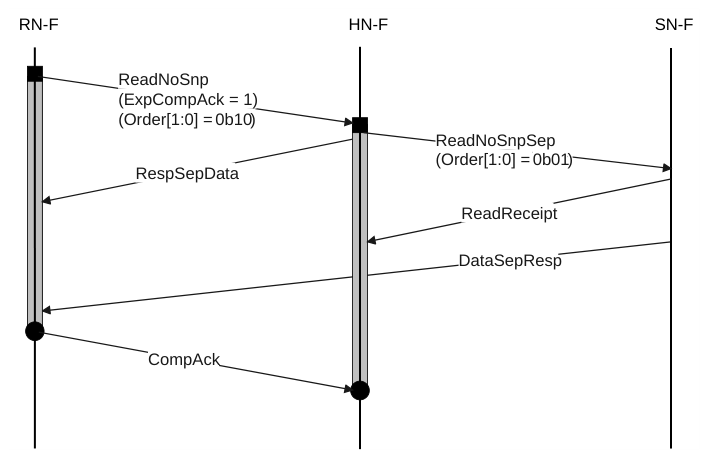 RN-F
HN-F
SN-F
ReadNoSnp
(ExpCompAck = 1)
(Order[1:0] = 0b10)
ReadNoSnpSep
(Order[1:0] = 0b01)
RespSepData
ReadReceipt
DataSepResp
CompAck